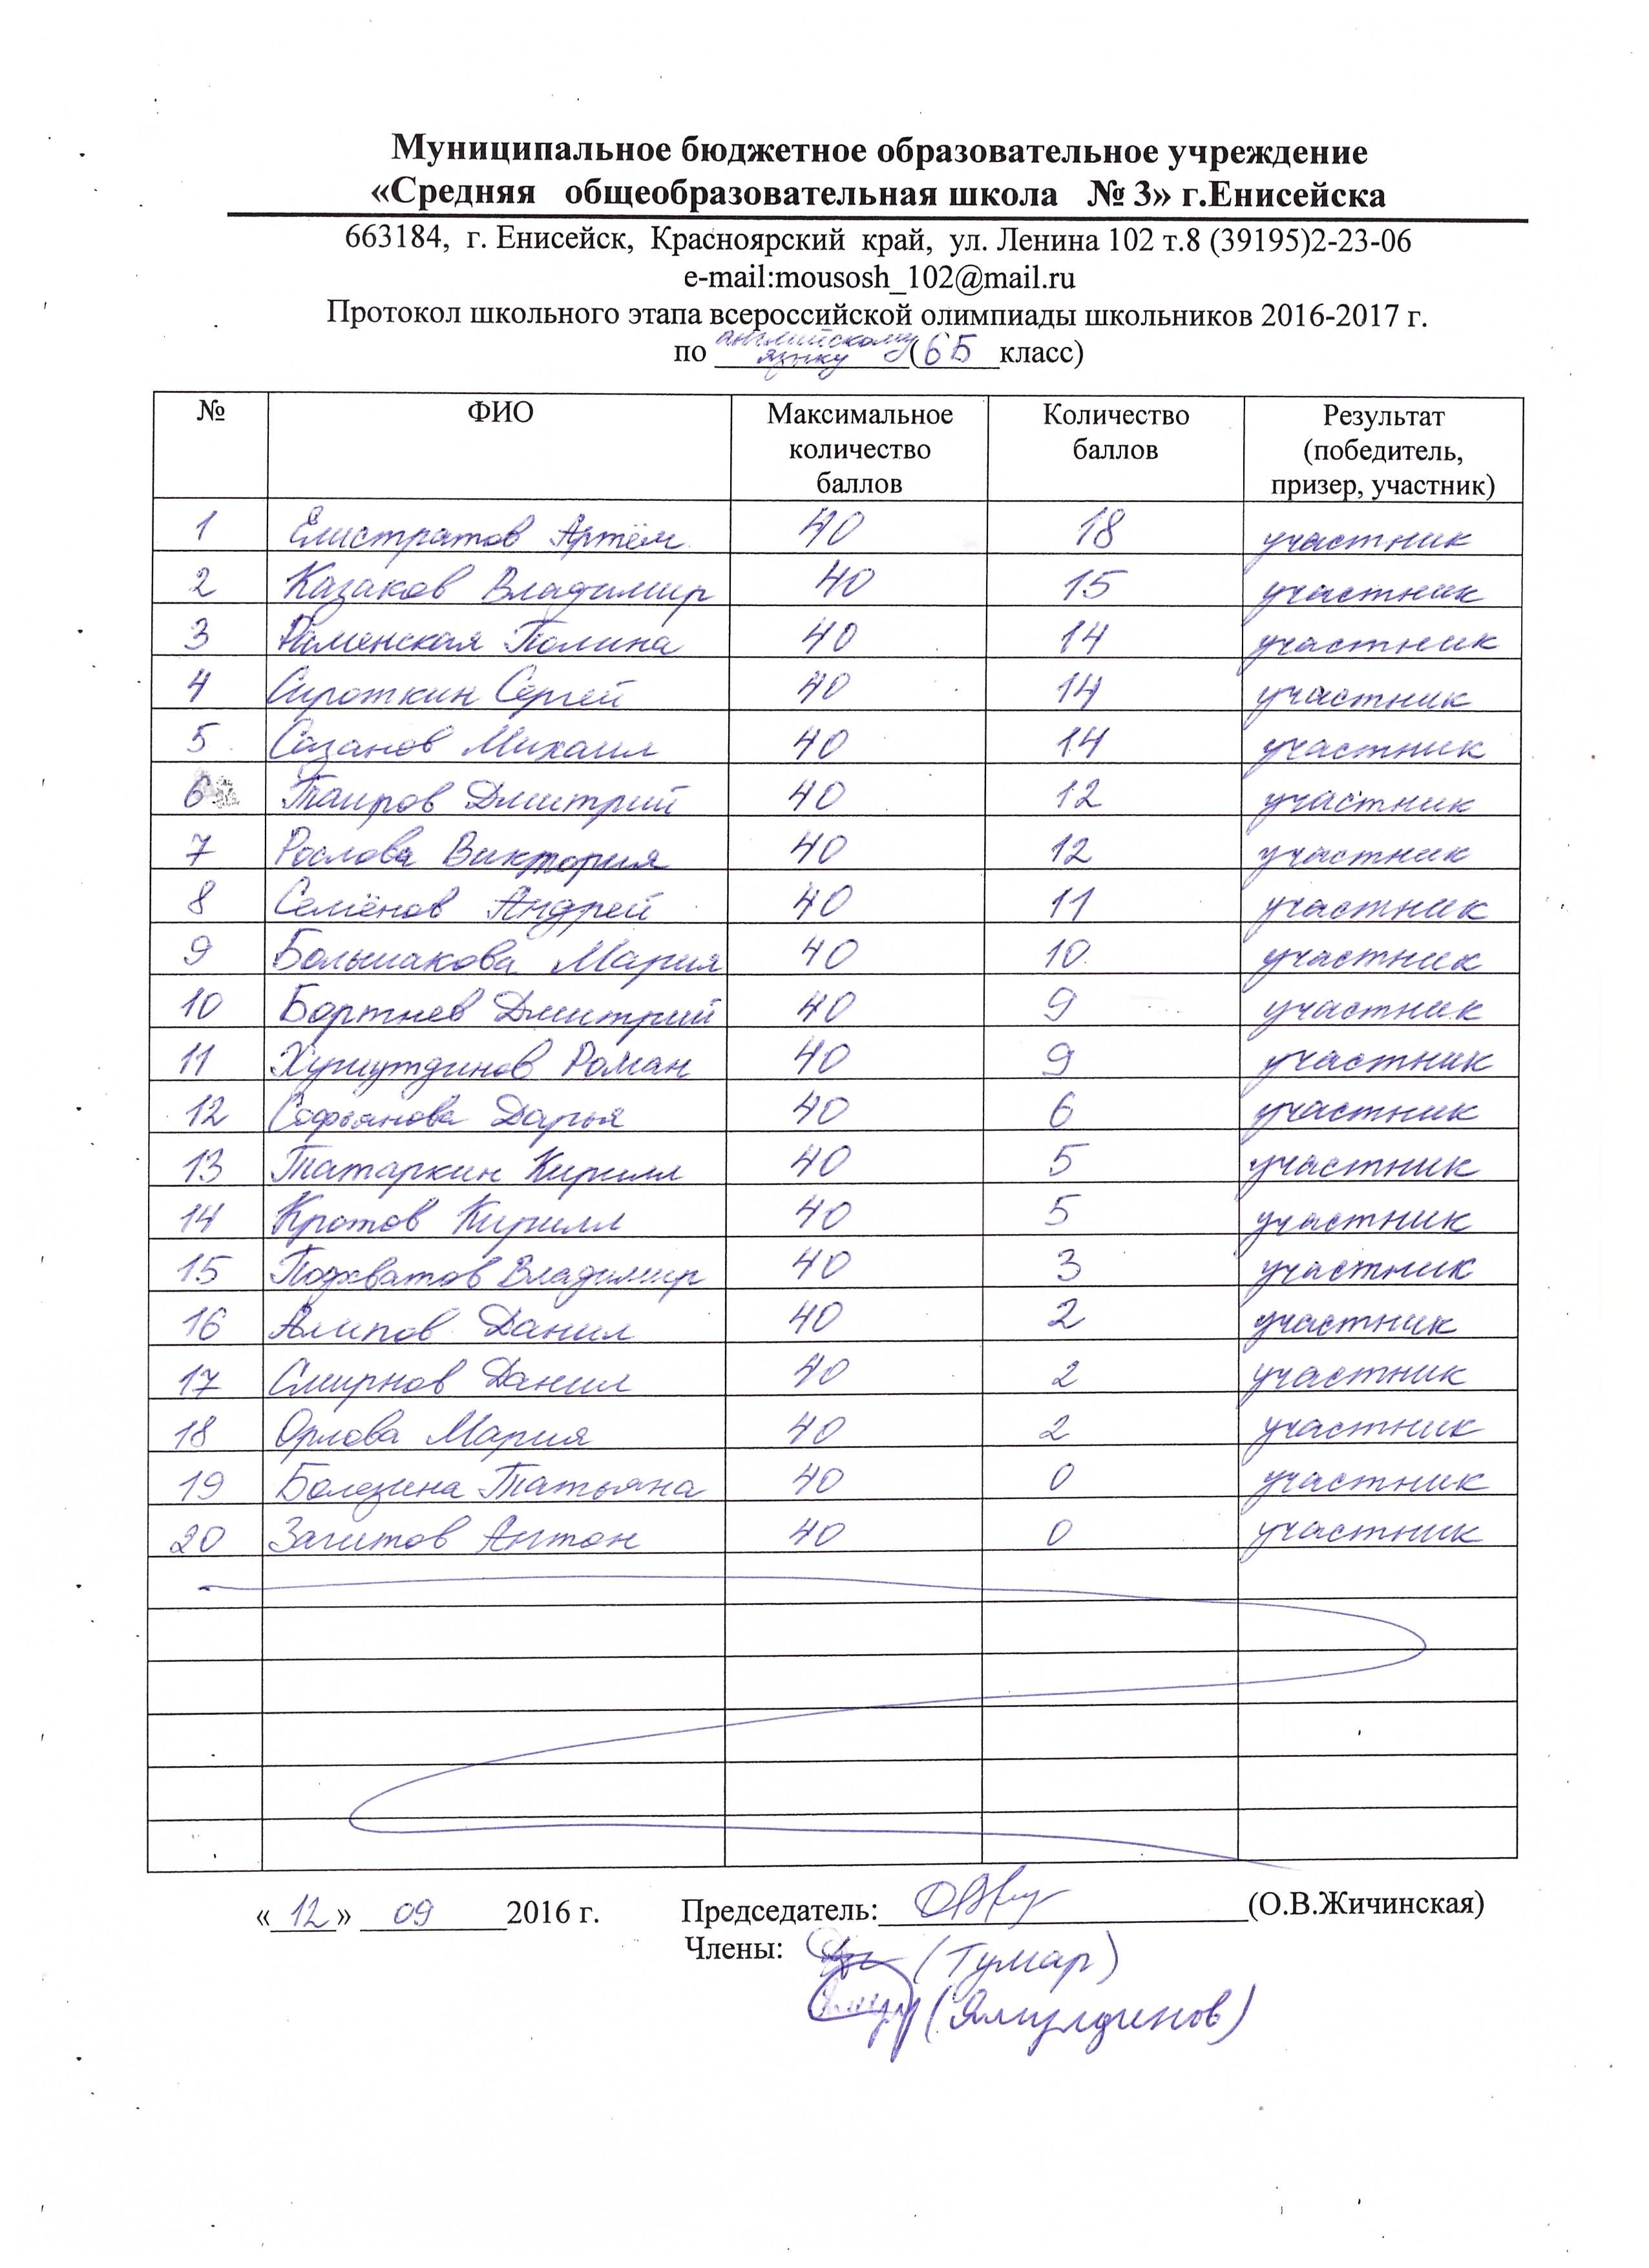 Муниципальное бюджетное образовательное учреждение
«Средняя общеобразовательная школа № 3» г.Енисейска
663184, г. Енисейск, Красноярский край, ул. Ленина 102 т.8 (39195)2-23-06
e-mail:mousosh_102@mail.ru
Протокол школьного этапа всероссийской олимпиады школьников 2016-2017 г.
по английскому языку (6Б класс)
№ ФИО Максимальное количество баллов Количество баллов Результат (победитель, призер, участник)
1 Елистратов Артём 40 18 участник
2 Казаков Владимир 40 15 участник
3 Раменская Полина 40 14 участник
4 Сироткин Сергей 40 14 участник
5 Сазанов Михаил 40 14 участник
6 Таиров Дмитрий 40 12 участник
7 Рослова Виктория 40 12 участник
8 Семёнов Андрей 40 11 участник
9 Большакова Мария 40 10 участник
10 Бортнев Дмитрий 40 9 участник
11 Хуснутдинов Роман 40 9 участник
12 Софьянова Дарья 40 6 участник
13 Татаркин Кирилл 40 5 участник
14 Кротов Кирилл 40 5 участник
15 Подхватов Владимир 40 3 участник
16 Алипов Данил 40 2 участник
17 Смирнов Данил 40 2 участник
18 Орлова Мария 40 2 участник
19 Болезина Татьяна 40 0 участник
20 Загитов Антон 40 0 участник
«12» 09 2016 г. Председатель: (О.В.Жичинская)
Члены: (Тумар)
(Ямулдинов)